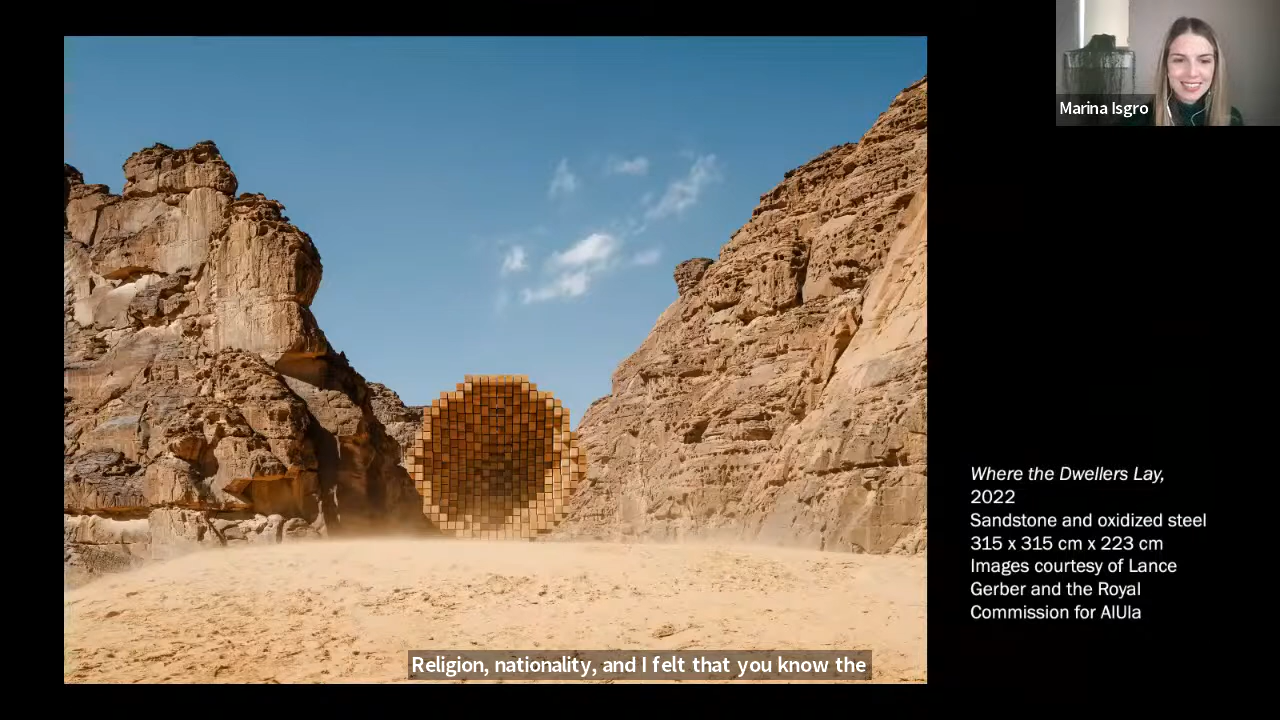 Marina Isgro
Where the Dwellers Lay,
2022
Sandstone and oxidized steel
315 x 315 cm x 223 cm
Images courtesy of Lance
Gerber and the Royal
Commission for AlUla
Religion, nationality, and I felt that you know the